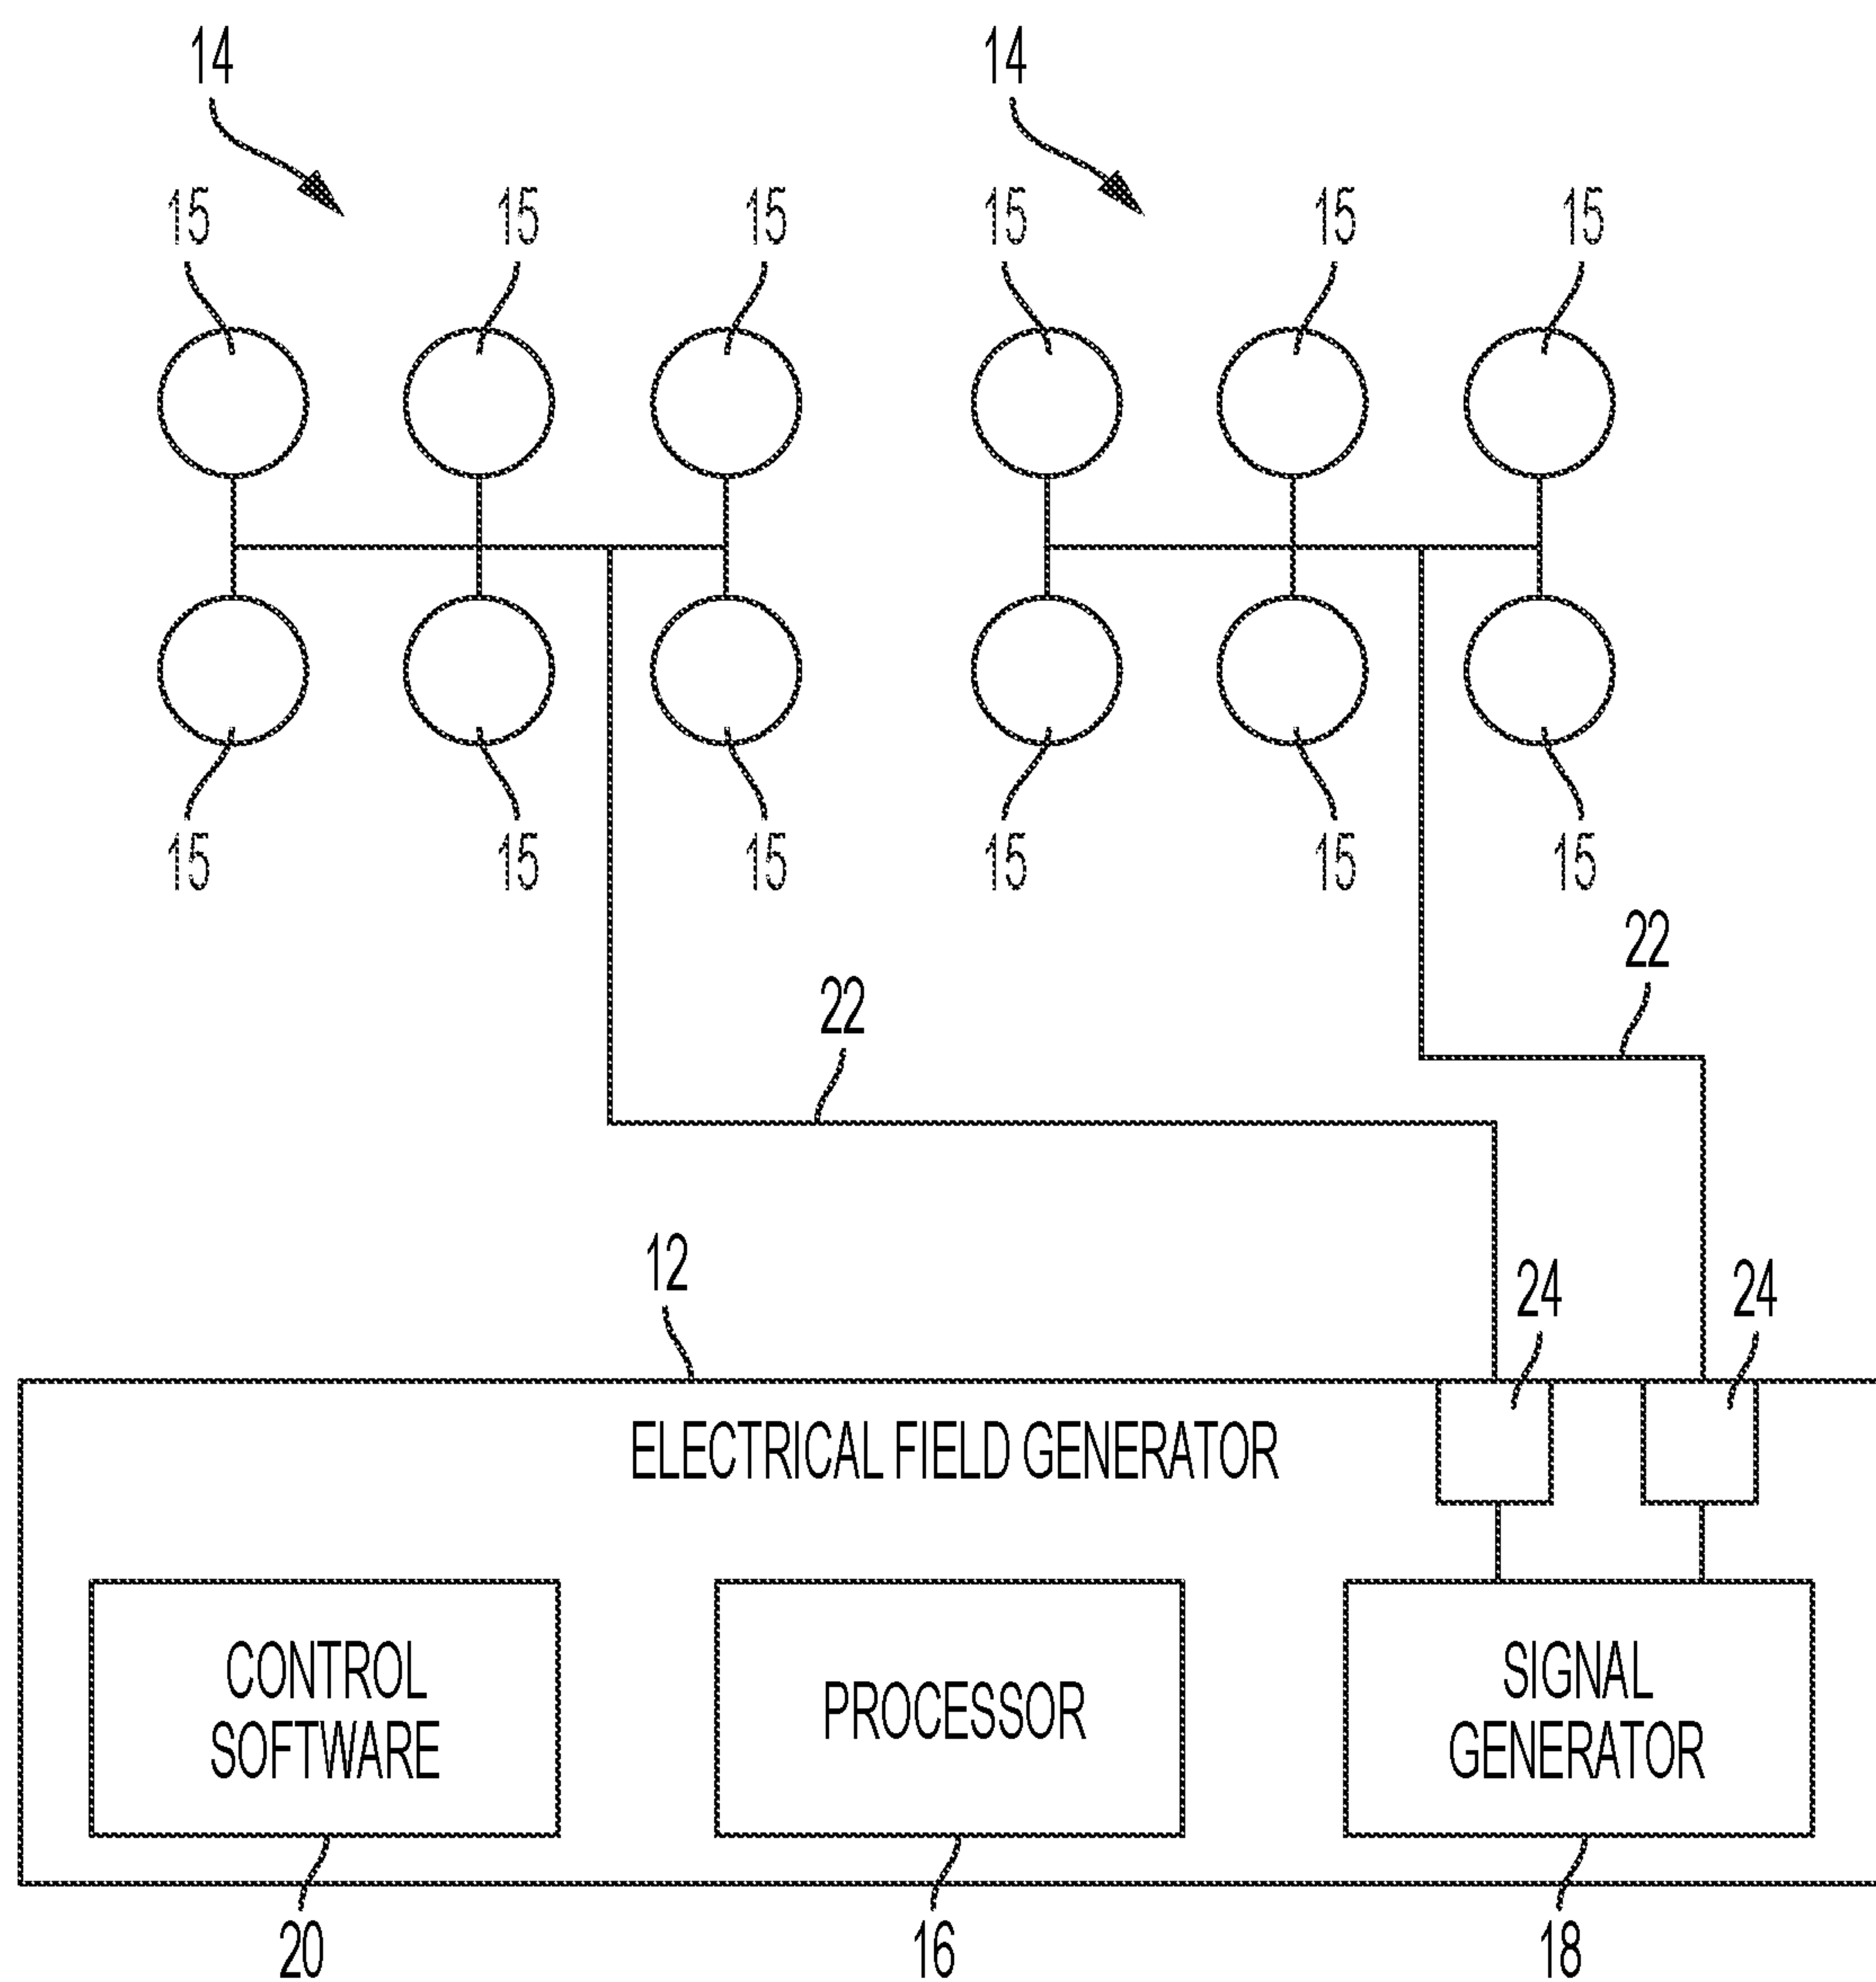 14 14
15 15 15 15 15 15
15 15 15 15 15 15
22
22
12
24 24
ELECTRICAL FIELD GENERATOR
CONTROL
SOFTWARE
PROCESSOR
SIGNAL
GENERATOR
20 16 18